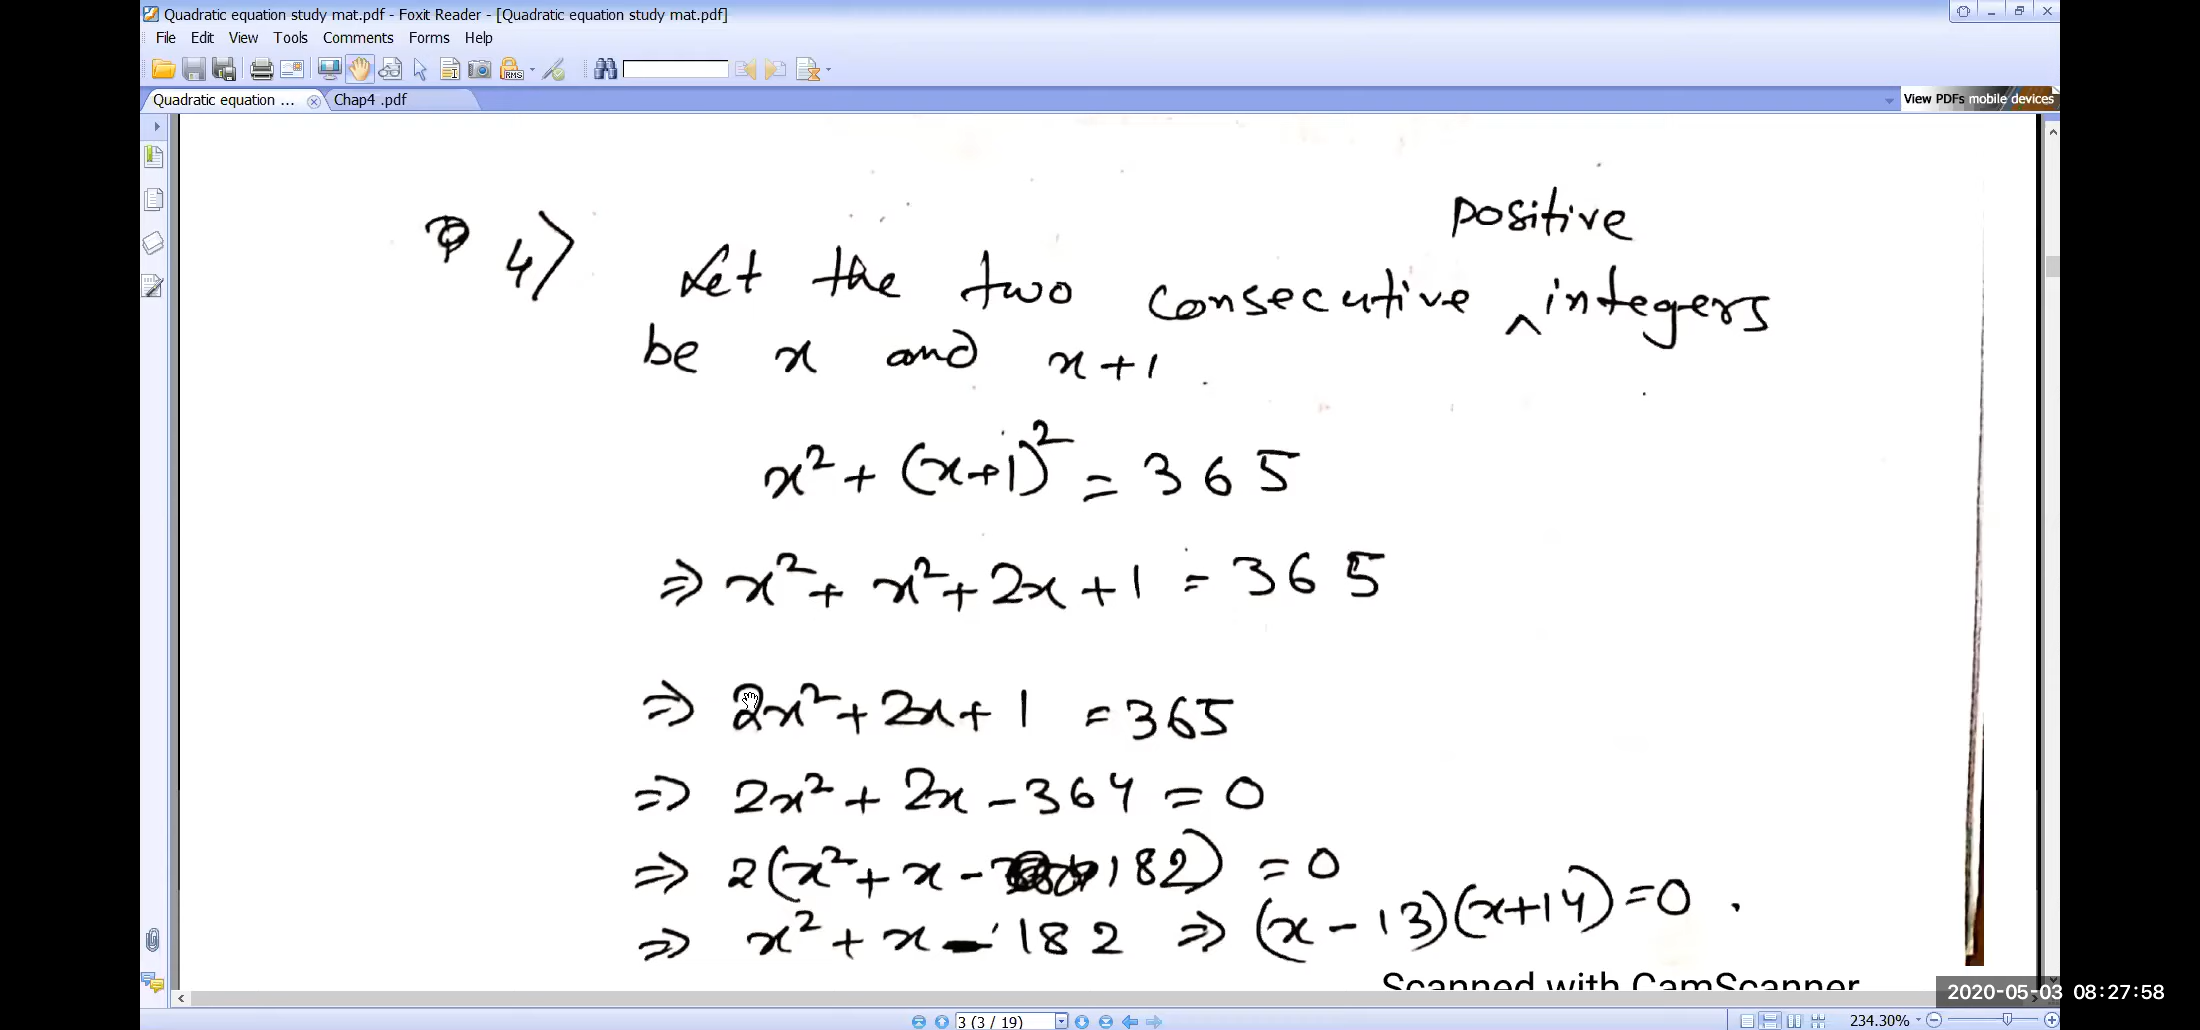 Quadratic equation study mat.pdf - Foxit Reader - [Quadratic equation study mat.pdf]
File Edit View Tools Comments Forms Help
Quadratic equation ... Chap4 .pdf View PDFs mobile devices
positive
4) Let the two consecutive ^ integers
be x and x+1
x² + (x+1)² = 365
⇒ x² + x² + 2x + 1 = 365
⇒ 2x² + 2x + 1 = 365
⇒ 2x² + 2x - 364 = 0
⇒ 2(x² + x - 182) = 0
⇒ x² + x - 182 ⇒ (x - 13)(x+14) = 0 .
Scanned with CamScanner
2020-05-03 08:27:58
3 (3 / 19) 234.30%